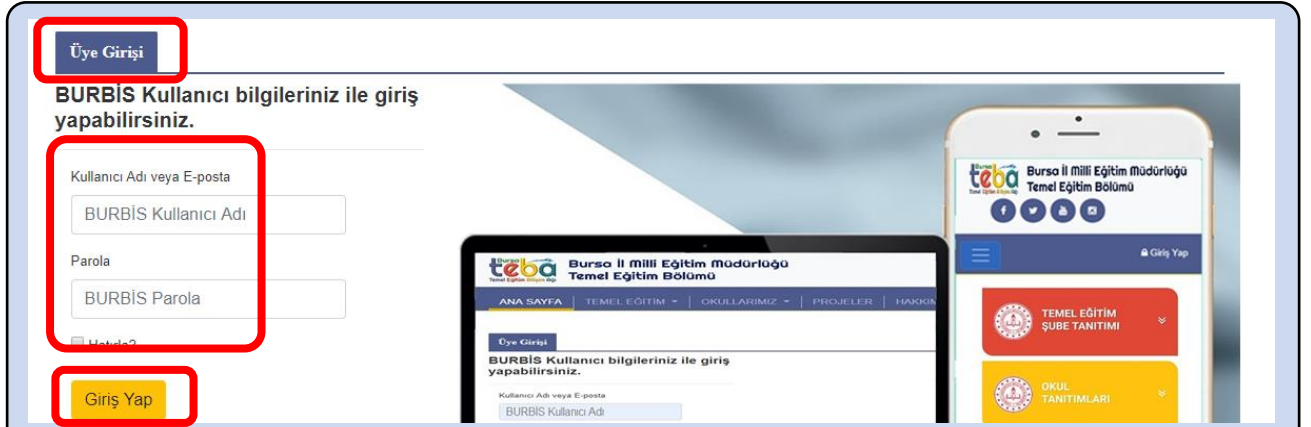 Üye Girişi
BURBİS Kullanıcı bilgileriniz ile giriş
yapabilirsiniz.
Kullanıcı Adı veya E-posta
BURBİS Kullanıcı Adı
Parola
BURBİS Parola
Hatırla?
Giriş Yap
Bursa
teba
Bursa İl Milli Eğitim Müdürlüğü
Temel Eğitim Bölümü
ANA SAYFA
TEMEL EĞİTİM
OKULLARIMIZ
PROJELER
Üye Girişi
BURBİS Kullanıcı bilgileriniz ile giriş
yapabilirsiniz.
Kullanıcı Adı veya E-posta
BURBİS Kullanıcı Adı
Bursa
teba
Bursa İl Milli Eğitim Müdürlüğü
Temel Eğitim Bölümü
Giriş Yap
TEMEL EĞİTİM
ŞUBE TANITIMI
OKUL
TANITIMLARI